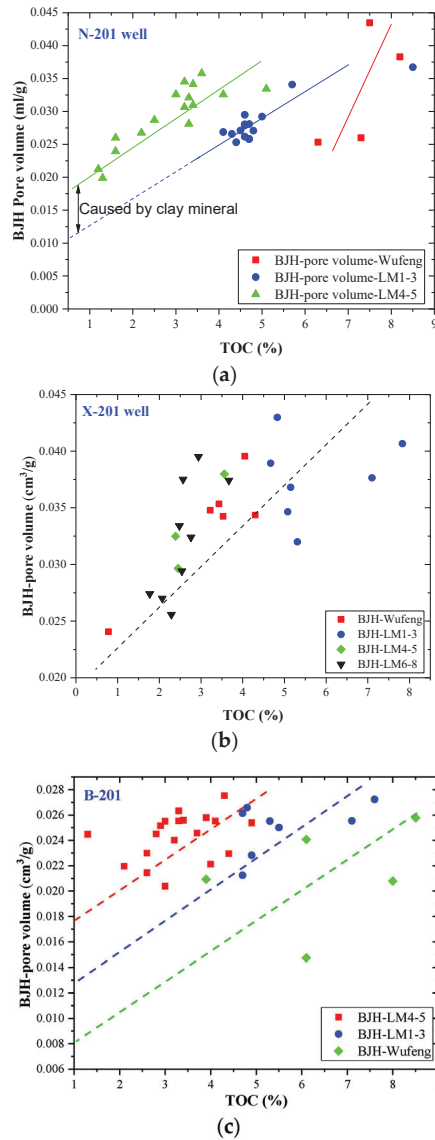 N-201 well
0.045
0.040
0.035
0.030
0.025
0.020
0.015
0.010
0.005
0.000
BJH Pore volume (ml/g)
Caused by clay mineral
BJH-pore volume-Wufeng
BJH-pore volume-LM1-3
BJH-pore volume-LM4-5
1 2 3 4 5 6 7 8 9
TOC (%)
(a)
X-201 well
0.045
0.040
0.035
0.030
0.025
0.020
BJH-pore volume (cm³/g)
BJH-Wufeng
BJH-LM1-3
BJH-LM4-5
BJH-LM6-8
0 1 2 3 4 5 6 7 8
TOC (%)
(b)
B-201
0.028
0.026
0.024
0.022
0.020
0.018
0.016
0.014
0.012
0.010
0.008
0.006
BJH-pore volume (cm³/g)
BJH-LM4-5
BJH-LM1-3
BJH-Wufeng
1 2 3 4 5 6 7 8
TOC (%)
(c)